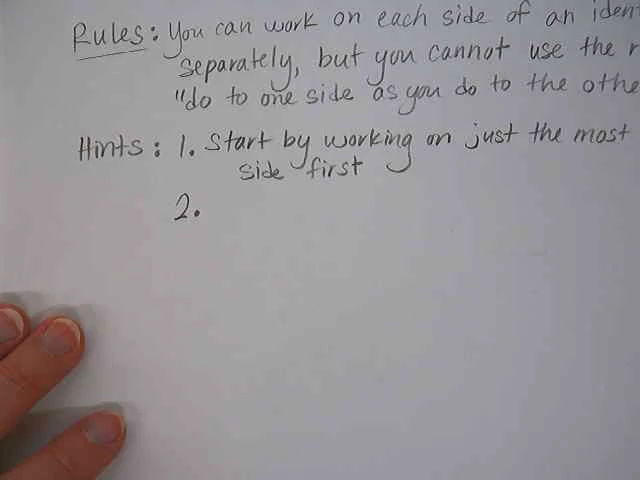 Rules: You can work on each side of an iden
separately, but you cannot use the r
"do to one side as you do to the othe
Hints: 1. Start by working on just the most
side first
2.